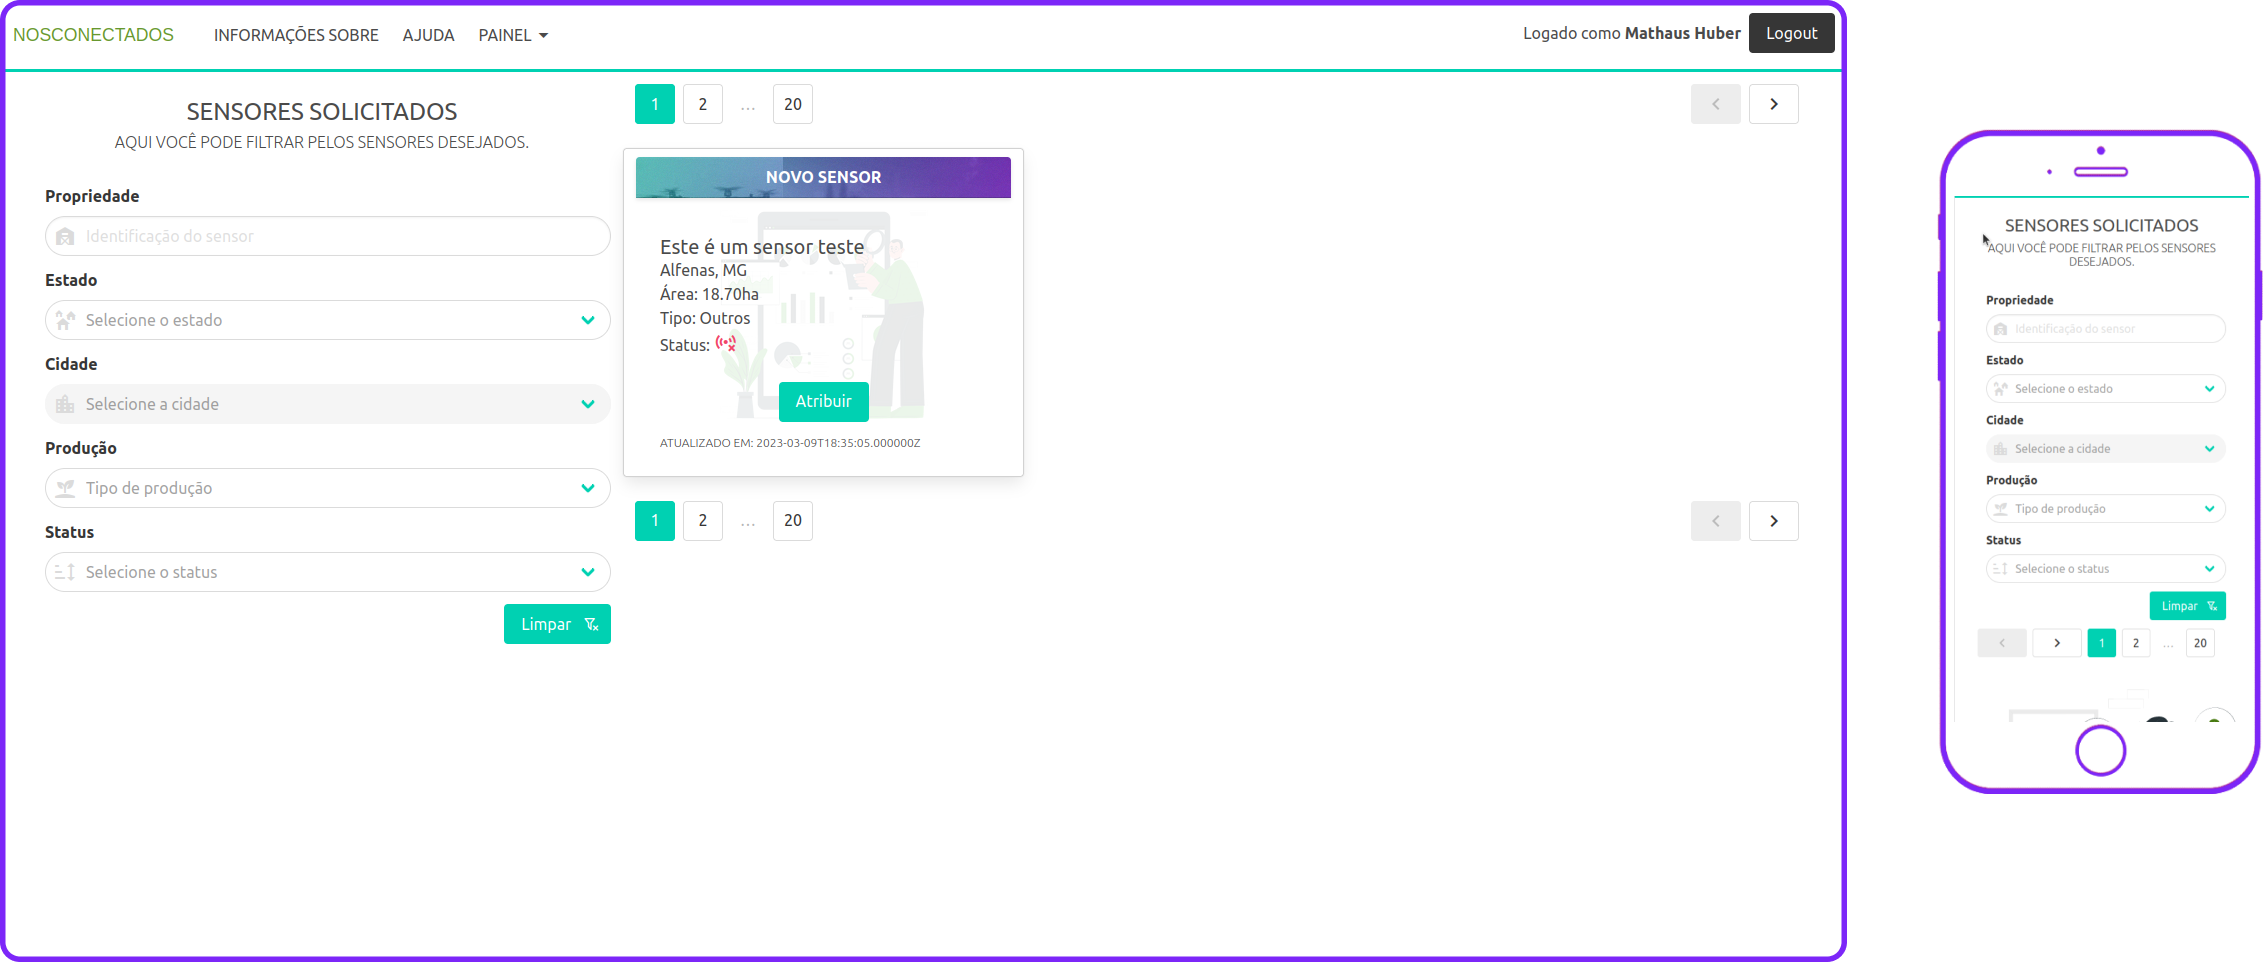 NOSCONECTADOS
INFORMAÇÕES SOBRE
AJUDA
PAINEL
Logado como Mathaus Huber
Logout
SENSORES SOLICITADOS
AQUI VOCÊ PODE FILTRAR PELOS SENSORES DESEJADOS.
Propriedade
Identificação do sensor
Estado
Selecione o estado
Cidade
Selecione a cidade
Produção
Tipo de produção
Status
Selecione o status
Limpar
1 2 … 20
NOVO SENSOR
Este é um sensor teste
Alfenas, MG
Área: 18.70ha
Tipo: Outros
Status:
Atribuir
ATUALIZADO EM: 2023-03-09T18:35:05.000000Z
1 2 … 20
SENSORES SOLICITADOS
AQUI VOCÊ PODE FILTRAR PELOS SENSORES
DESEJADOS.
Propriedade
Identificação do sensor
Estado
Selecione o estado
Cidade
Selecione a cidade
Produção
Tipo de produção
Status
Selecione o status
Limpar
1 2 … 20